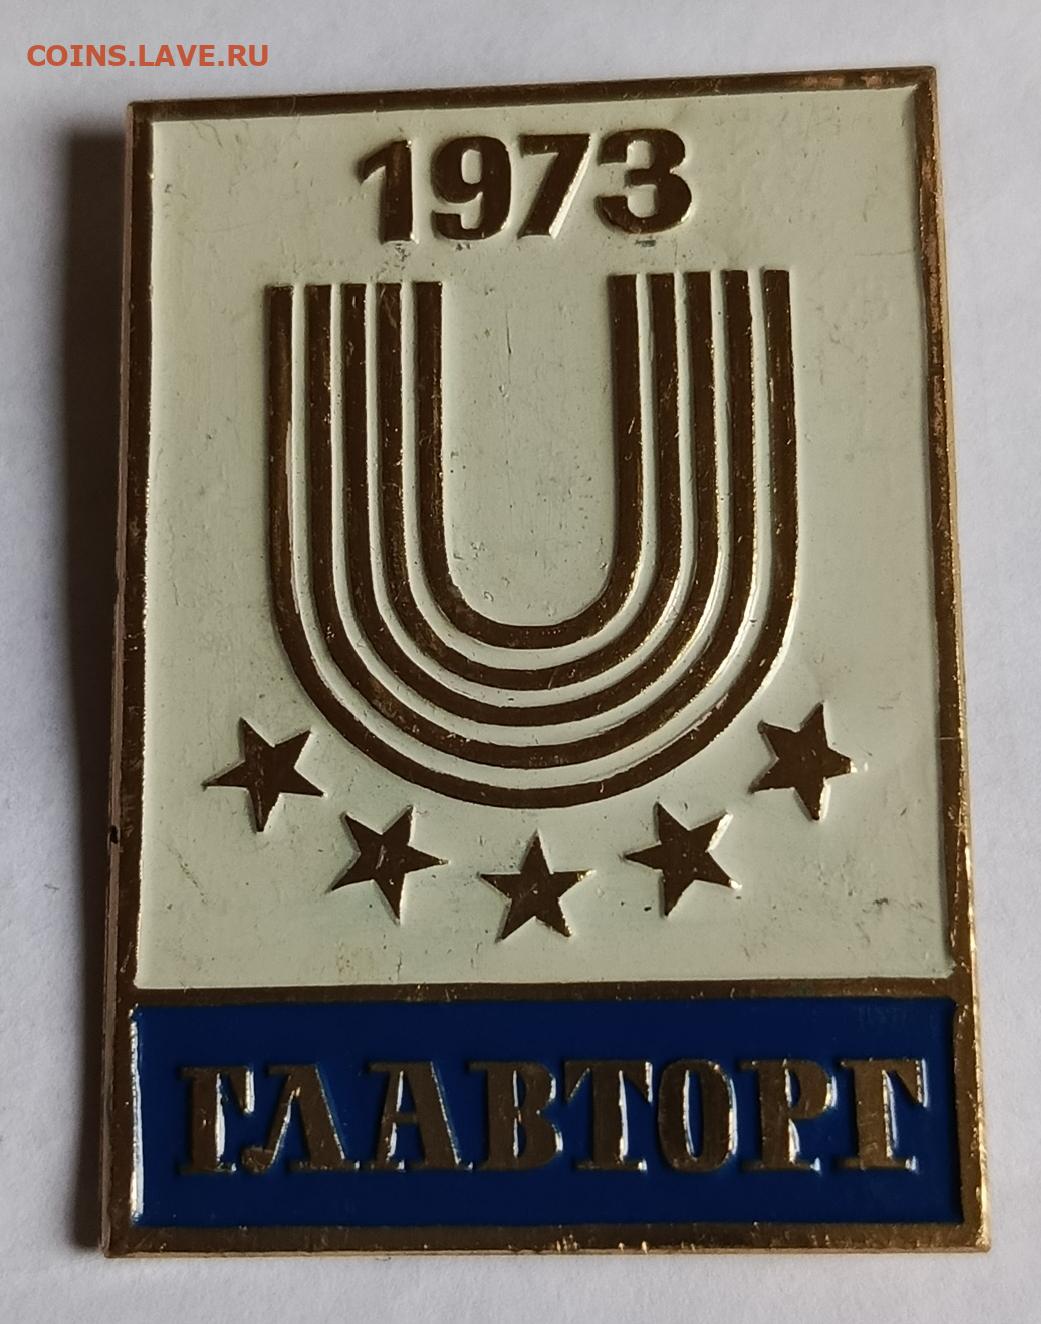 COINS.LAVE.RU
1973
U
ГЛАВТОРГ